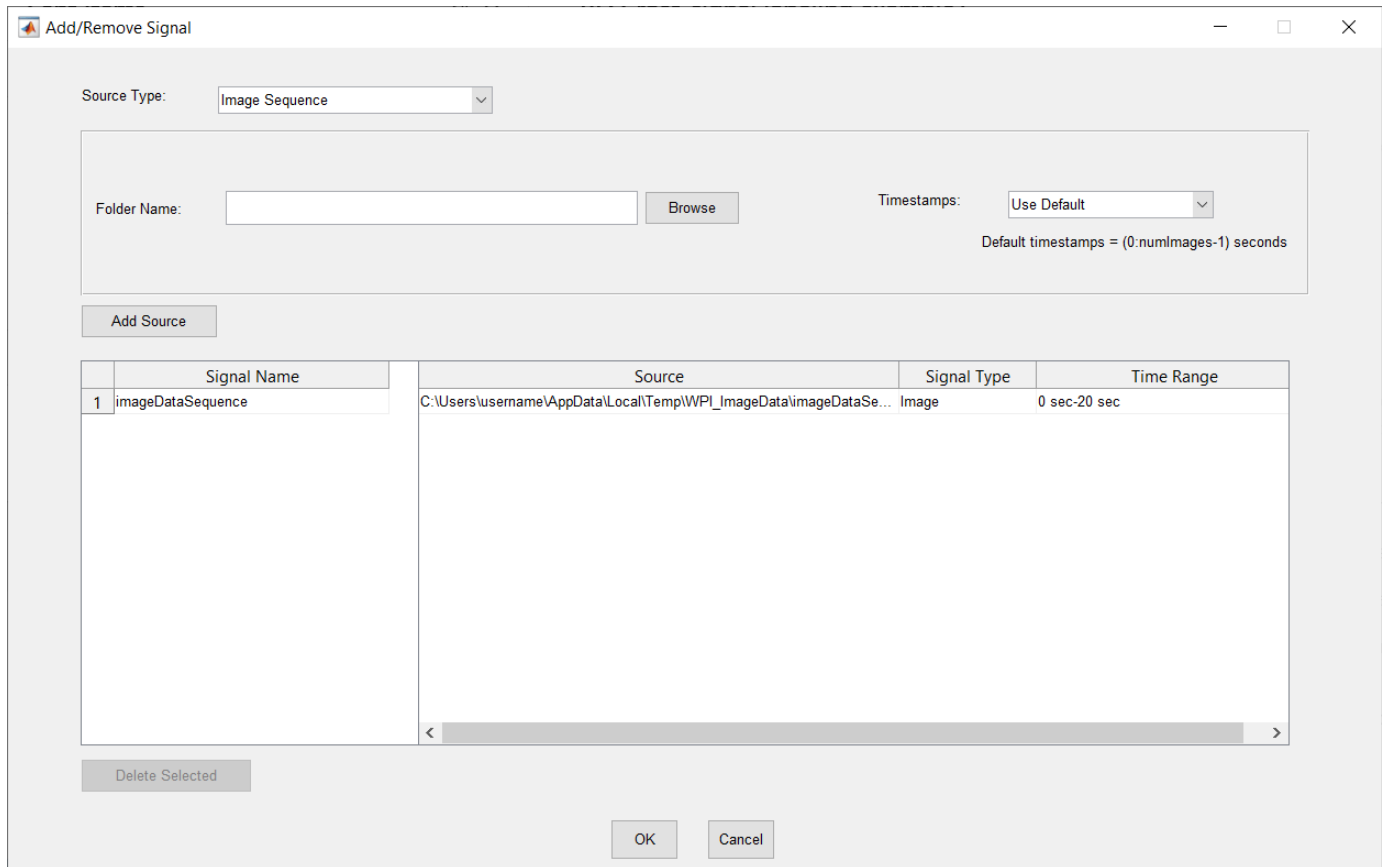 Add/Remove Signal
Source Type: Image Sequence
Folder Name: Browse Timestamps: Use Default
Default timestamps = (0:numImages-1) seconds
Add Source
Signal Name Source Signal Type Time Range
1 imageDataSequence C:\Users\username\AppData\Local\Temp\WPI_ImageData\imageDataSe... Image 0 sec-20 sec
Delete Selected
OK Cancel